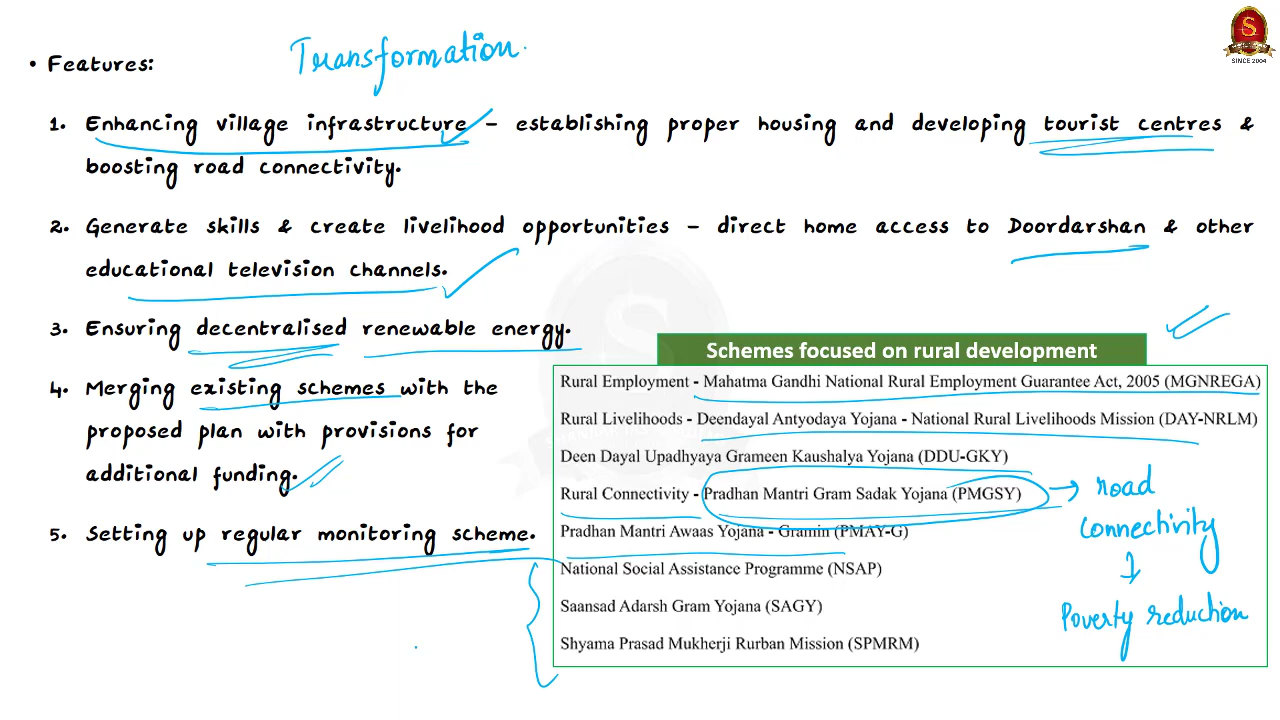 • Features:
Transformation.
S
SINCE 2004
1. Enhancing village infrastructure – establishing proper housing and developing tourist centres &
boosting road connectivity.
2. Generate skills & create livelihood opportunities – direct home access to Doordarshan & other
educational television channels.
3. Ensuring decentralised renewable energy.
4. Merging existing schemes with the
proposed plan with provisions for
additional funding.
5. Setting up regular monitoring scheme.
Schemes focused on rural development
Rural Employment - Mahatma Gandhi National Rural Employment Guarantee Act, 2005 (MGNREGA)
Rural Livelihoods - Deendayal Antyodaya Yojana - National Rural Livelihoods Mission (DAY-NRLM)
Deen Dayal Upadhyaya Grameen Kaushalya Yojana (DDU-GKY)
Rural Connectivity - Pradhan Mantri Gram Sadak Yojana (PMGSY)
Pradhan Mantri Awaas Yojana - Gramin (PMAY-G)
National Social Assistance Programme (NSAP)
Saansad Adarsh Gram Yojana (SAGY)
Shyama Prasad Mukherji Rurban Mission (SPMRM)
→ road
connectivity
↓
Poverty reduction